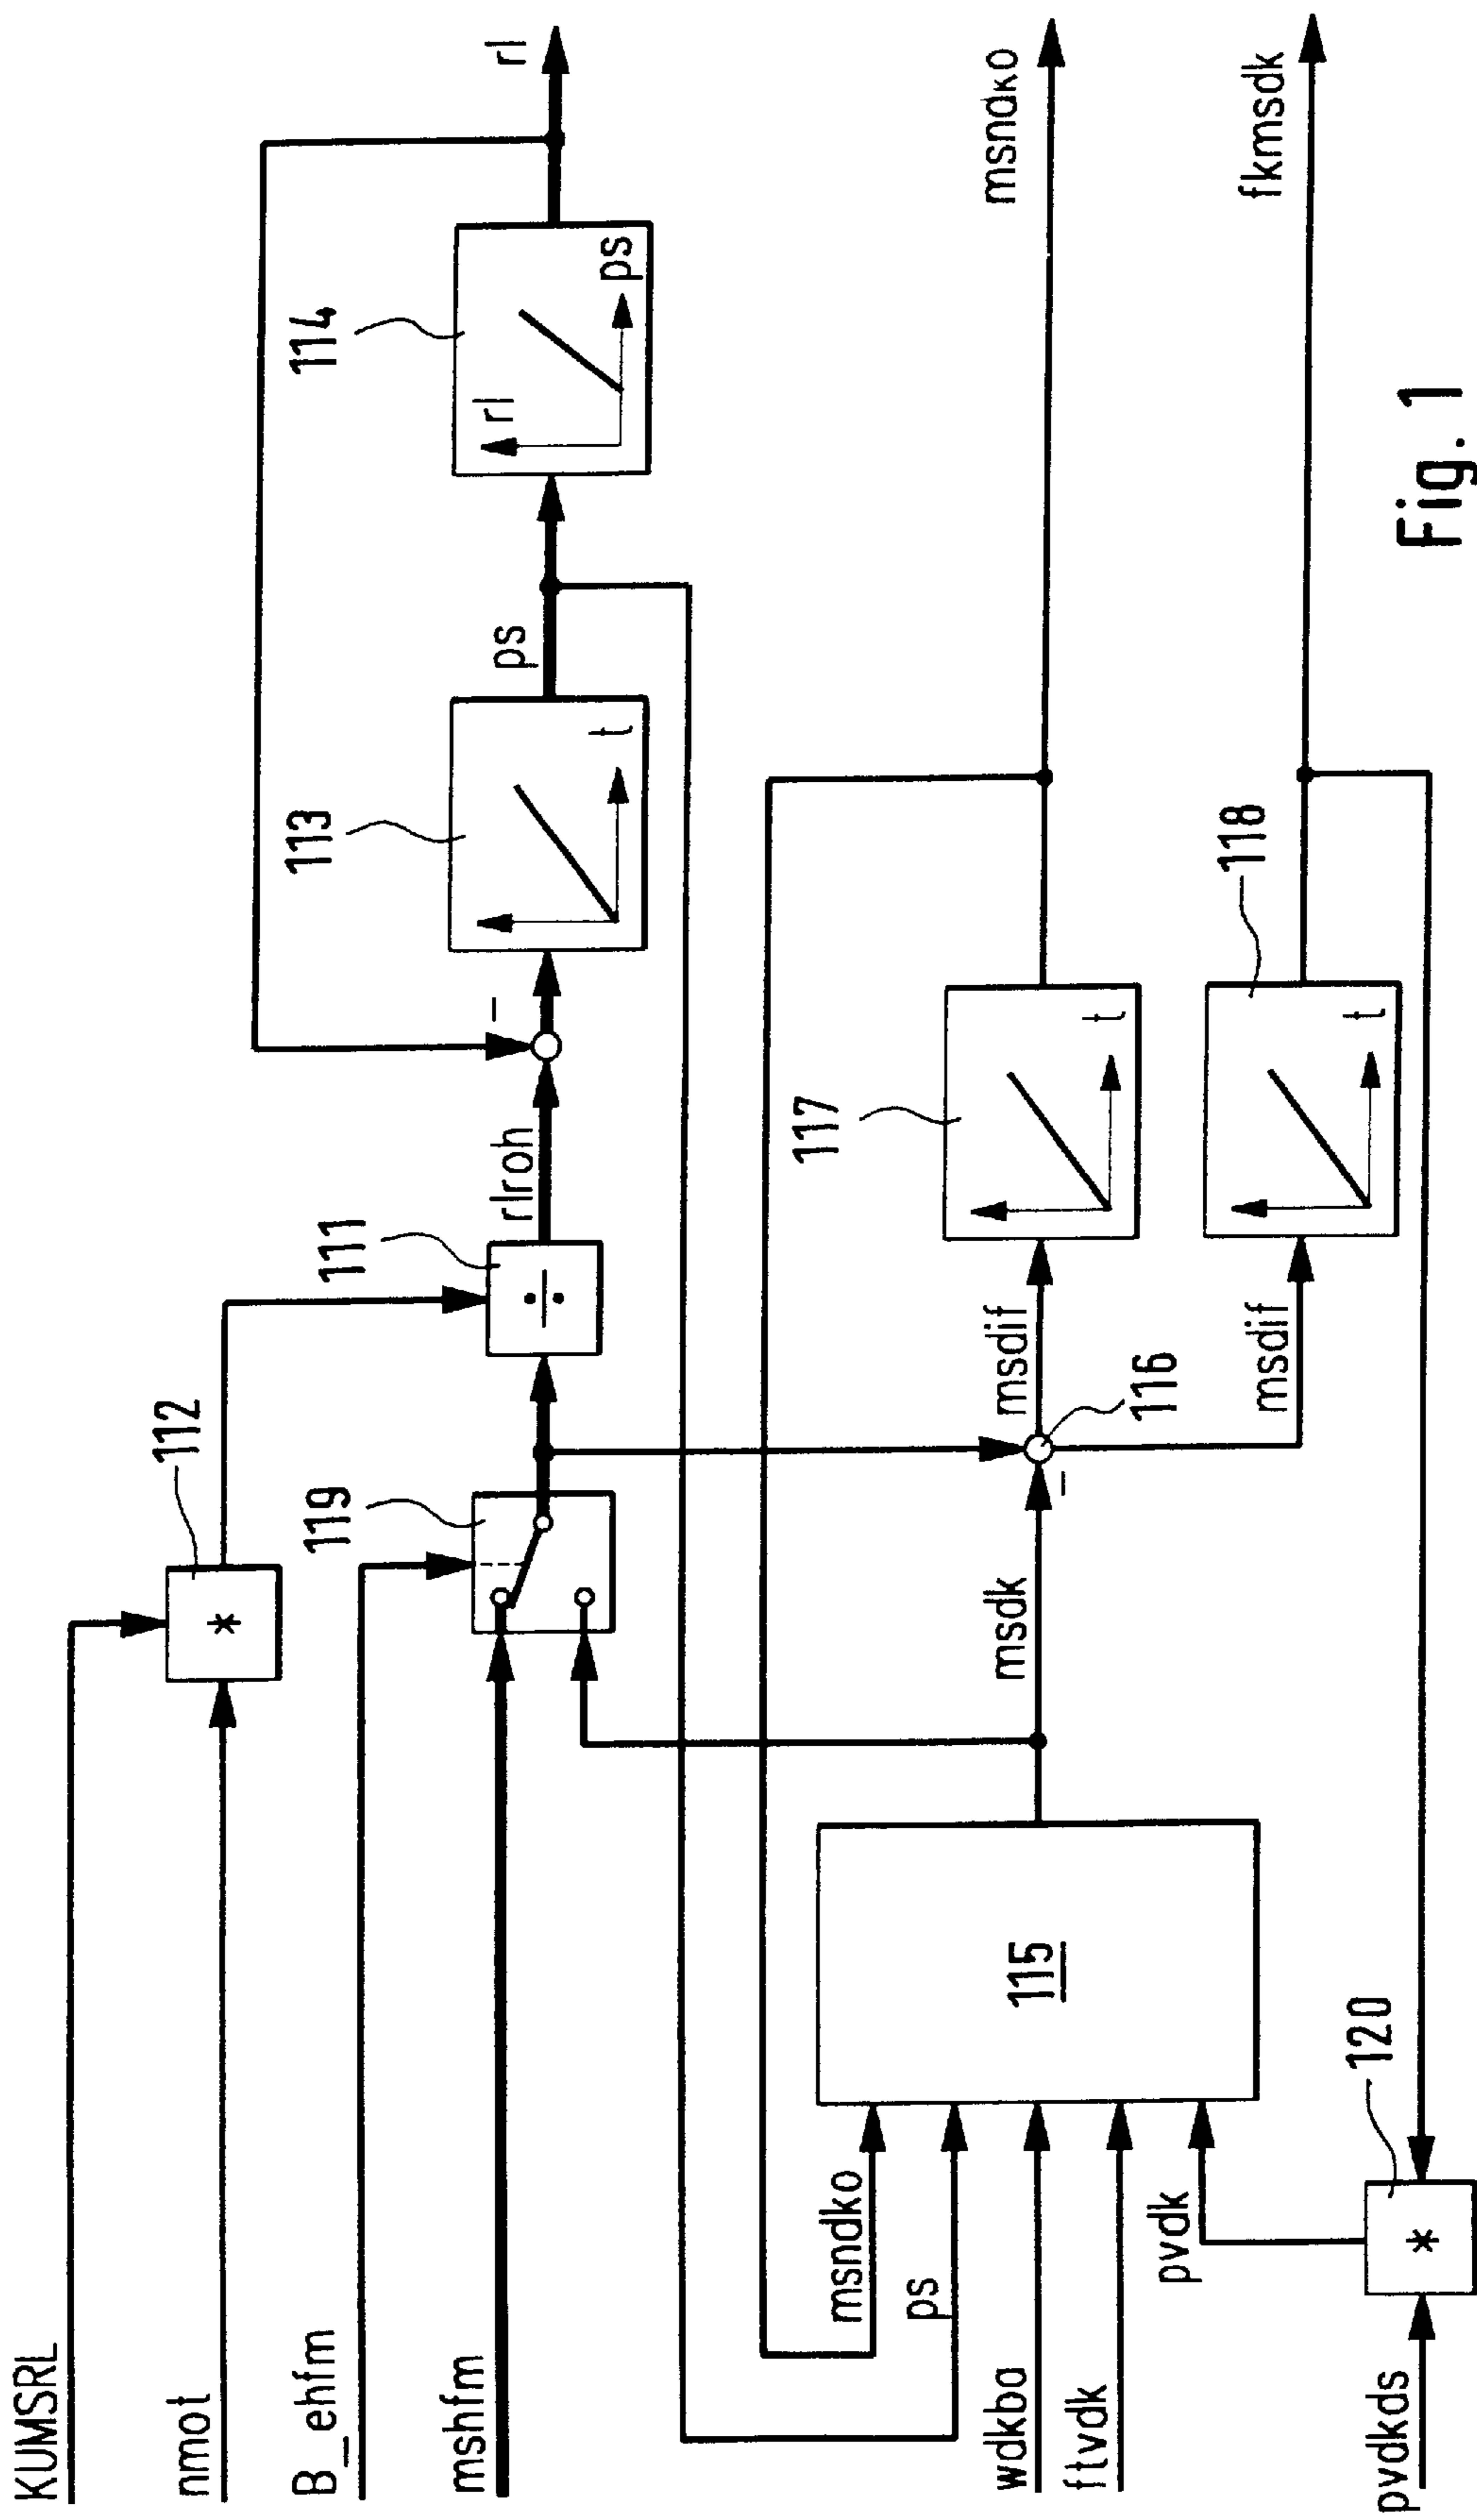 KUMSRL
nmot
B_ehfm
mshfm
112
*
119
111
÷
rlroh
–
113
t
ps
114
rl
ps
rl
msndko
ps
wdkba
ftvdk
pvdk
pvdkds
120
*
115
msdk
–
116
msdif
msdif
117
t
118
t
msndko
fkmsdk
Fig. 1